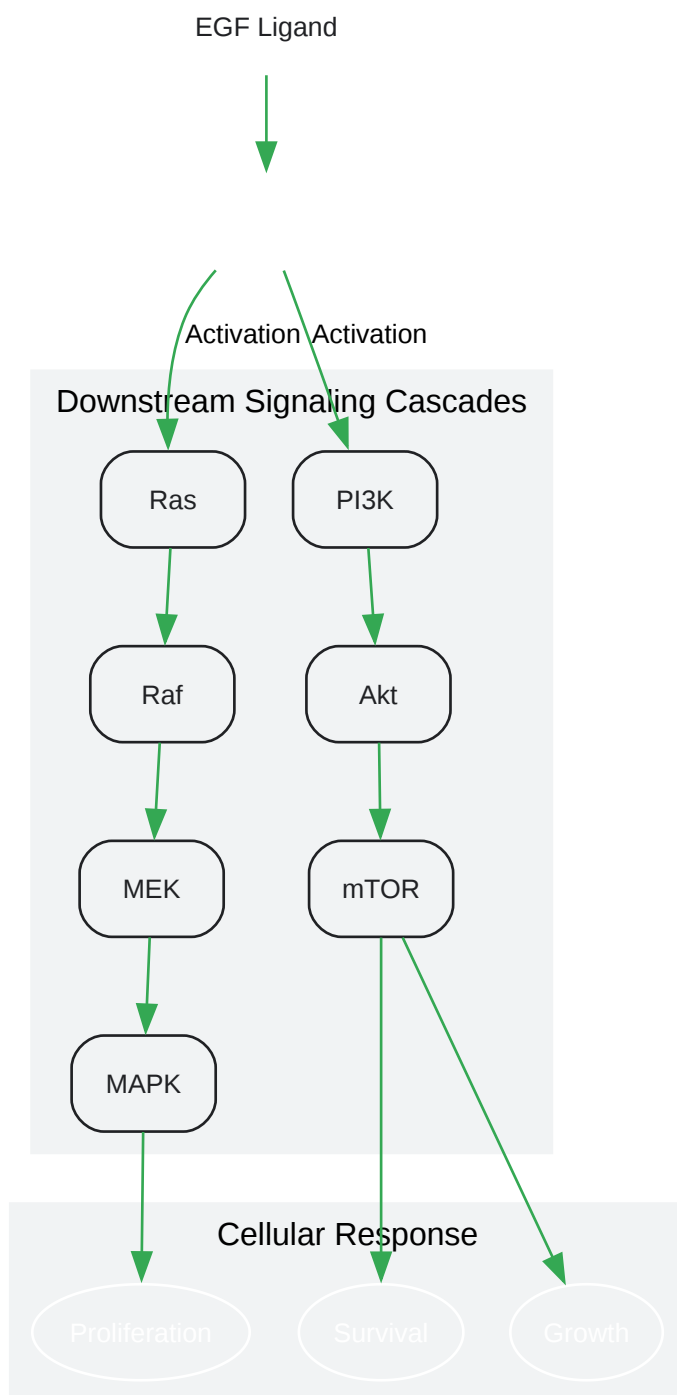 EGF Ligand
Activation Activation
Downstream Signaling Cascades
Ras PI3K
Raf Akt
MEK mTOR
MAPK
Cellular Response
Proliferation Survival Growth